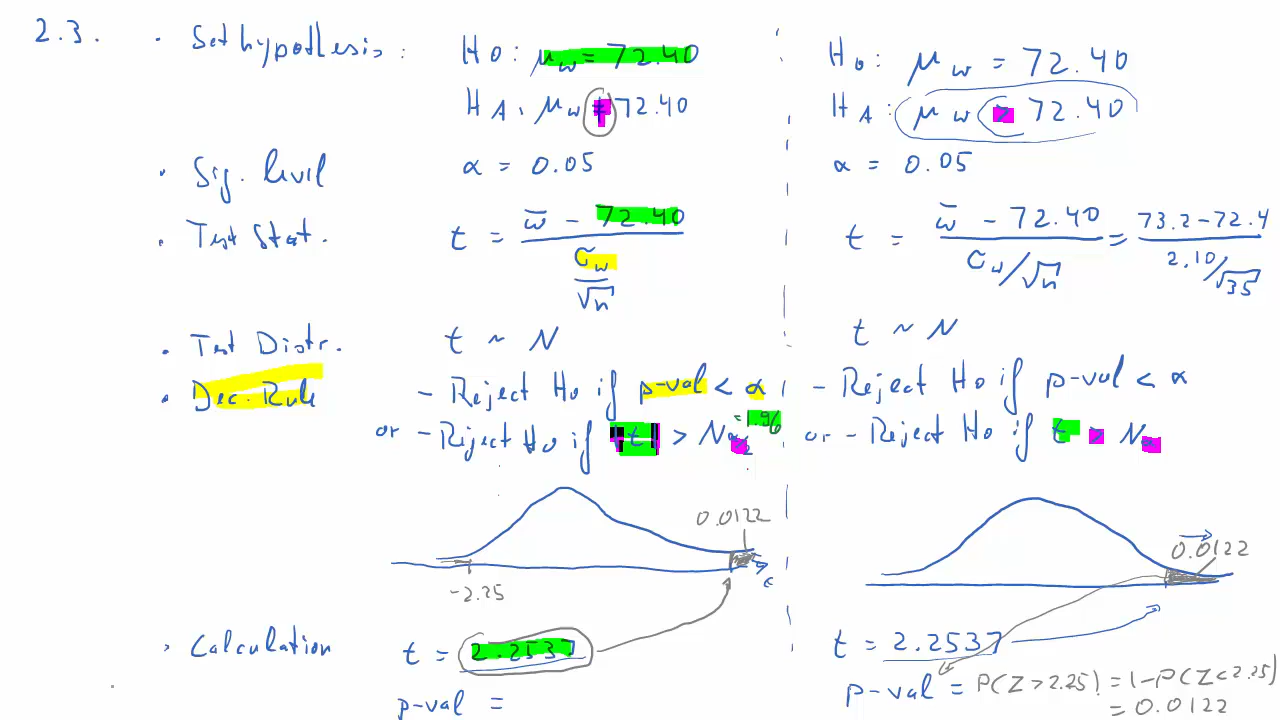 2.3. · Set hypothesis: H0: μw = 72.40 H0: μw = 72.40
HA: μw ≠ 72.40 HA: μw > 72.40
· Sig. level α = 0.05 α = 0.05
· Test Stat. t = (w̄ − 72.40) / (σw/√n) t = (w̄ − 72.40) / (σw/√n) = (73.2 − 72.4) / (2.10/√35)
· Test Distr. t ~ N t ~ N
· Dec. Rule - Reject H0 if p-val < α - Reject H0 if p-val < α
or - Reject H0 if |t| > Nα/2 = 1.96 or - Reject H0 if t > Nα
0.0122 0.0122
-2.25 t
· Calculation t = 2.2537 t = 2.2537
p-val = p-val = P(Z > 2.25) = 1 - P(Z < 2.25)
= 0.0122